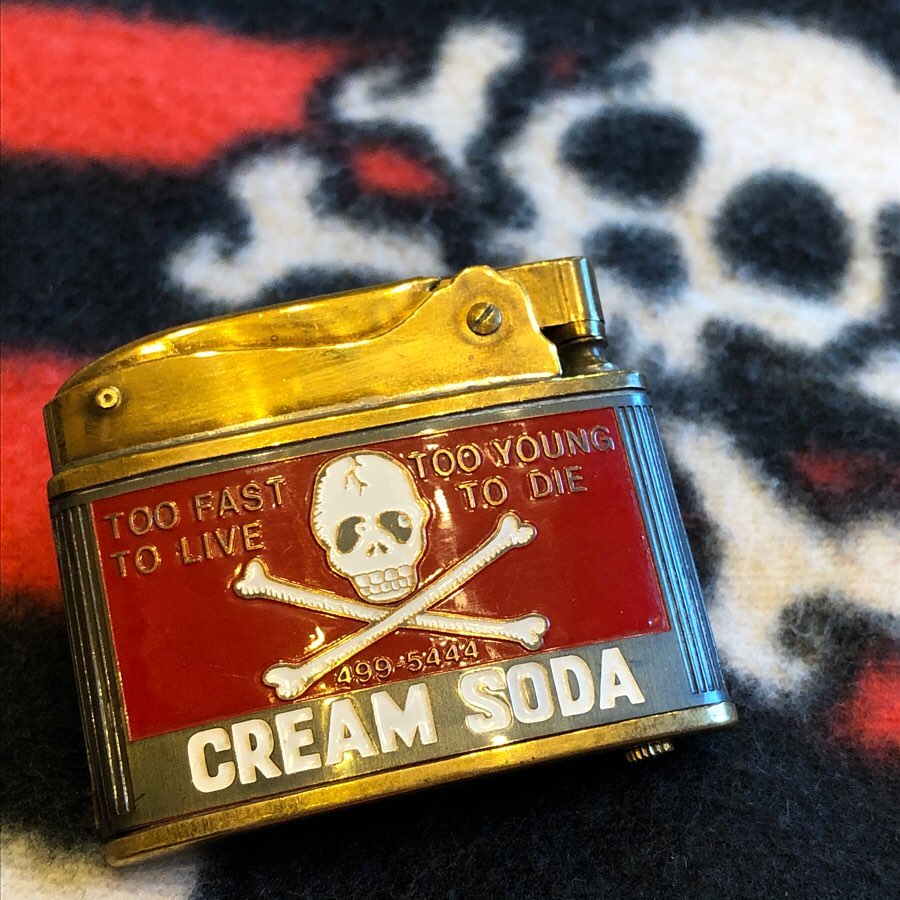 TOO FAST
TO LIVE
TOO YOUNG
TO DIE
499-5444
CREAM SODA